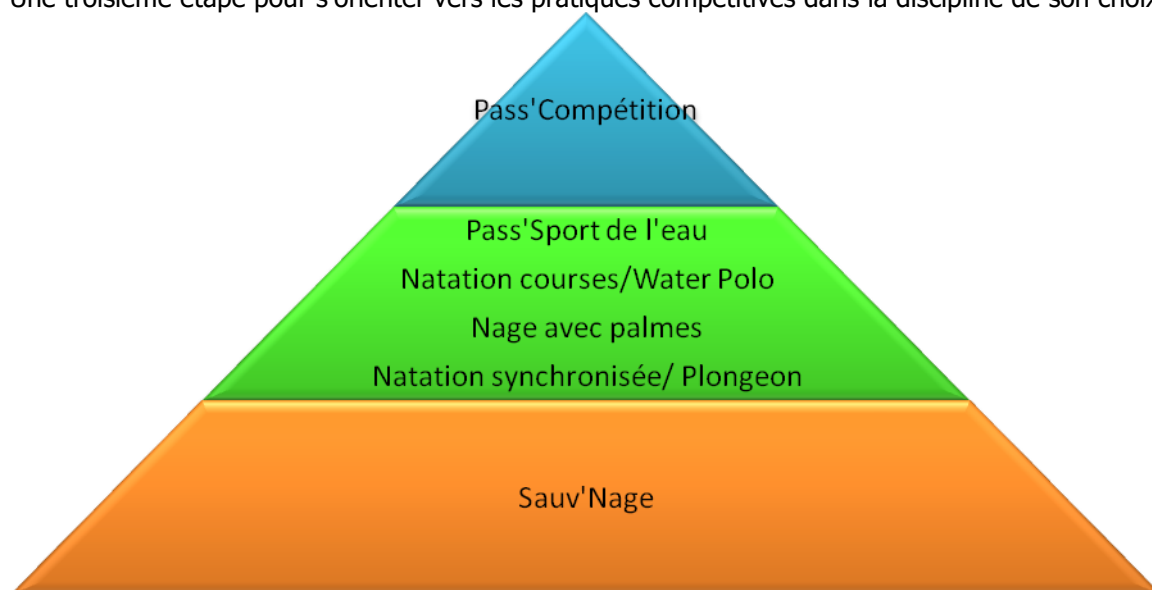 Une troisième étape pour s'orienter vers les pratiques compétitives dans la discipline de son choix
Pass'Compétition
Pass'Sport de l'eau
Natation courses/Water Polo
Nage avec palmes
Natation synchronisée/ Plongeon
Sauv'Nage